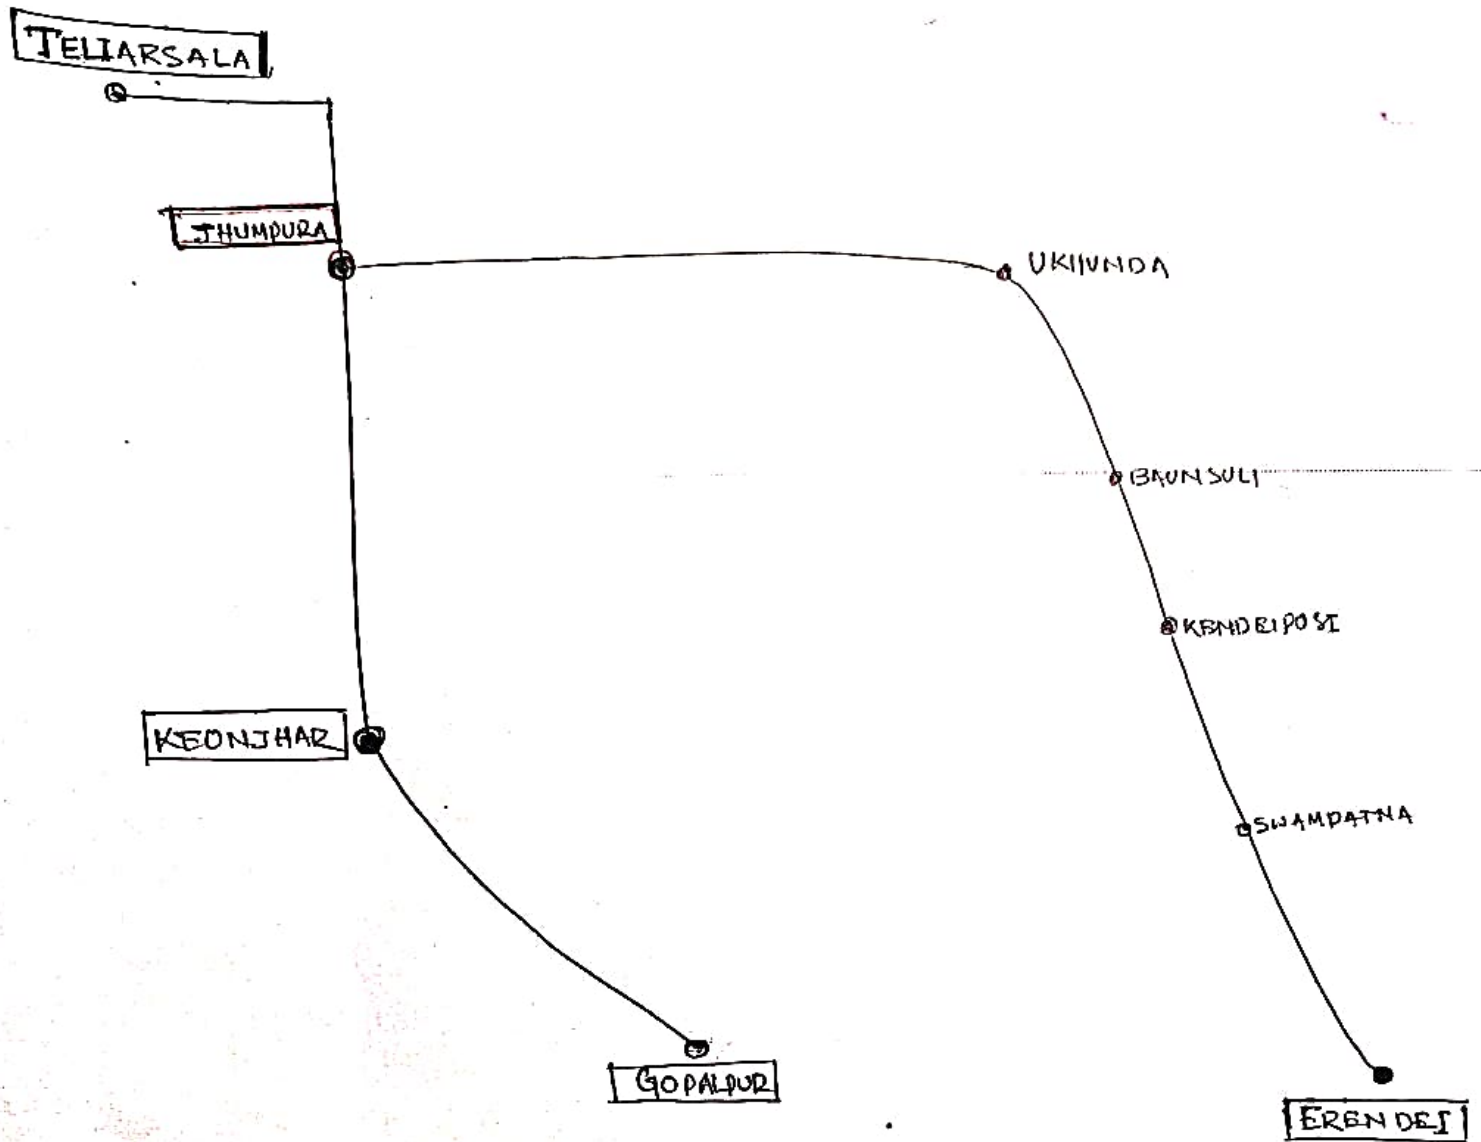 TELIARSALA
JHUMPURA
UKHUNDA
BAUNSULI
KENDEIPOSI
KEONJHAR
SWAMPATNA
GOPALPUR
ERENDEI